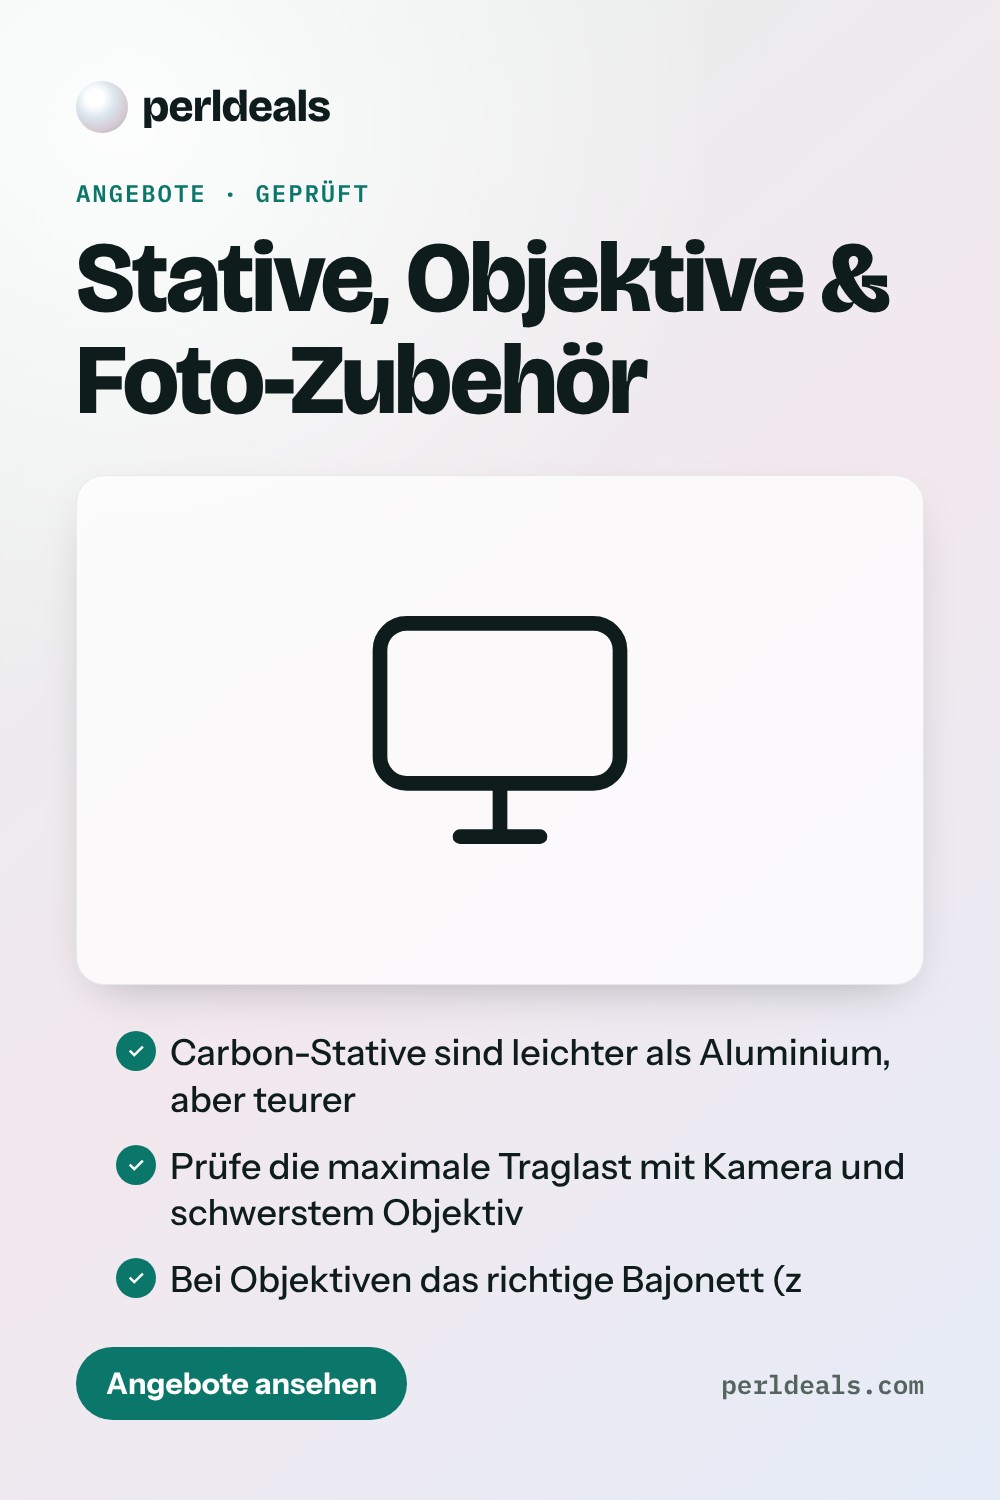 perldeals
ANGEBOTE · GEPRÜFT
Stative, Objektive &
Foto-Zubehör
Carbon-Stative sind leichter als Aluminium,
aber teurer
Prüfe die maximale Traglast mit Kamera und
schwerstem Objektiv
Bei Objektiven das richtige Bajonett (z
Angebote ansehen
perldeals.com